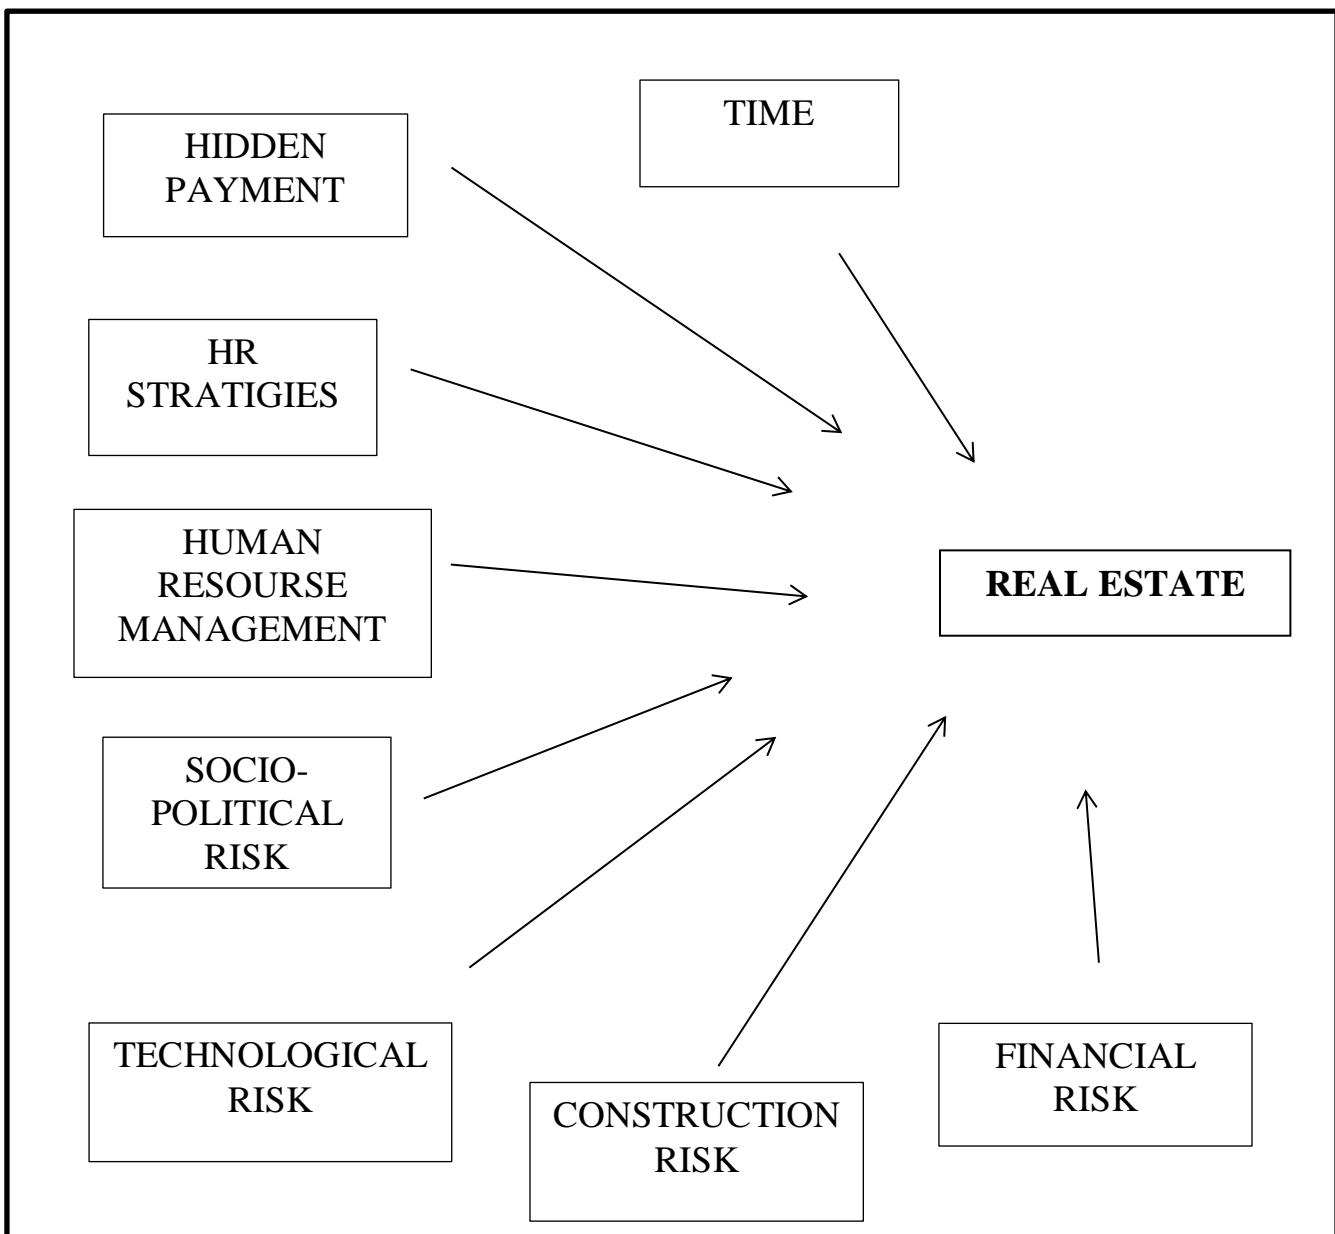 TIME
HIDDEN
PAYMENT
HR
STRATIGIES
HUMAN
RESOURSE
MANAGEMENT
REAL ESTATE
SOCIO-
POLITICAL
RISK
TECHNOLOGICAL
RISK
CONSTRUCTION
RISK
FINANCIAL
RISK